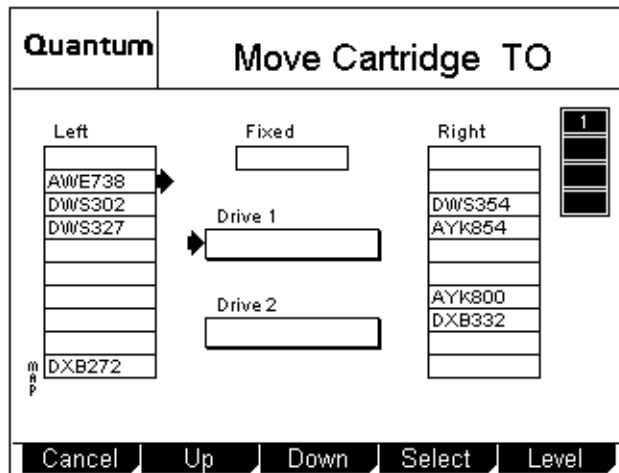 Quantum
Move Cartridge TO
1
Left
Fixed
Right
AWE738
DWS302
DWS327
DXB272
mAP
Drive 1
Drive 2
DWS354
AYK854
AYK800
DXB332
Cancel Up Down Select Level